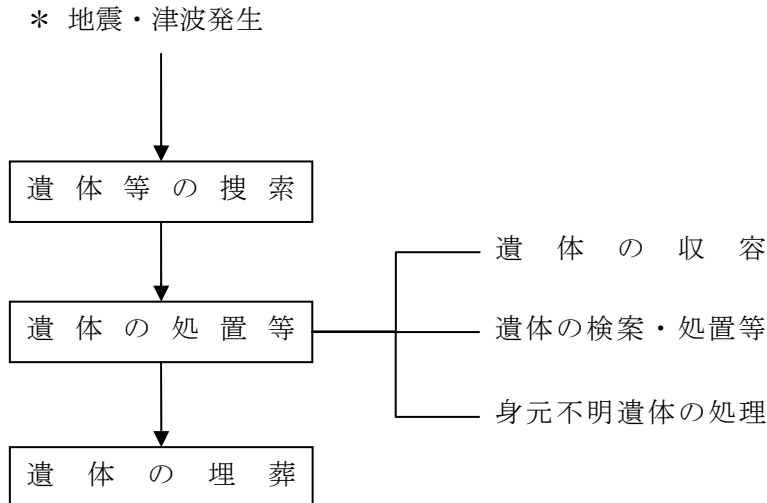 ＊ 地震・津波発生
遺体等の捜索
遺体の収容
遺体の処置等
遺体の検案・処置等
身元不明遺体の処理
遺体の埋葬